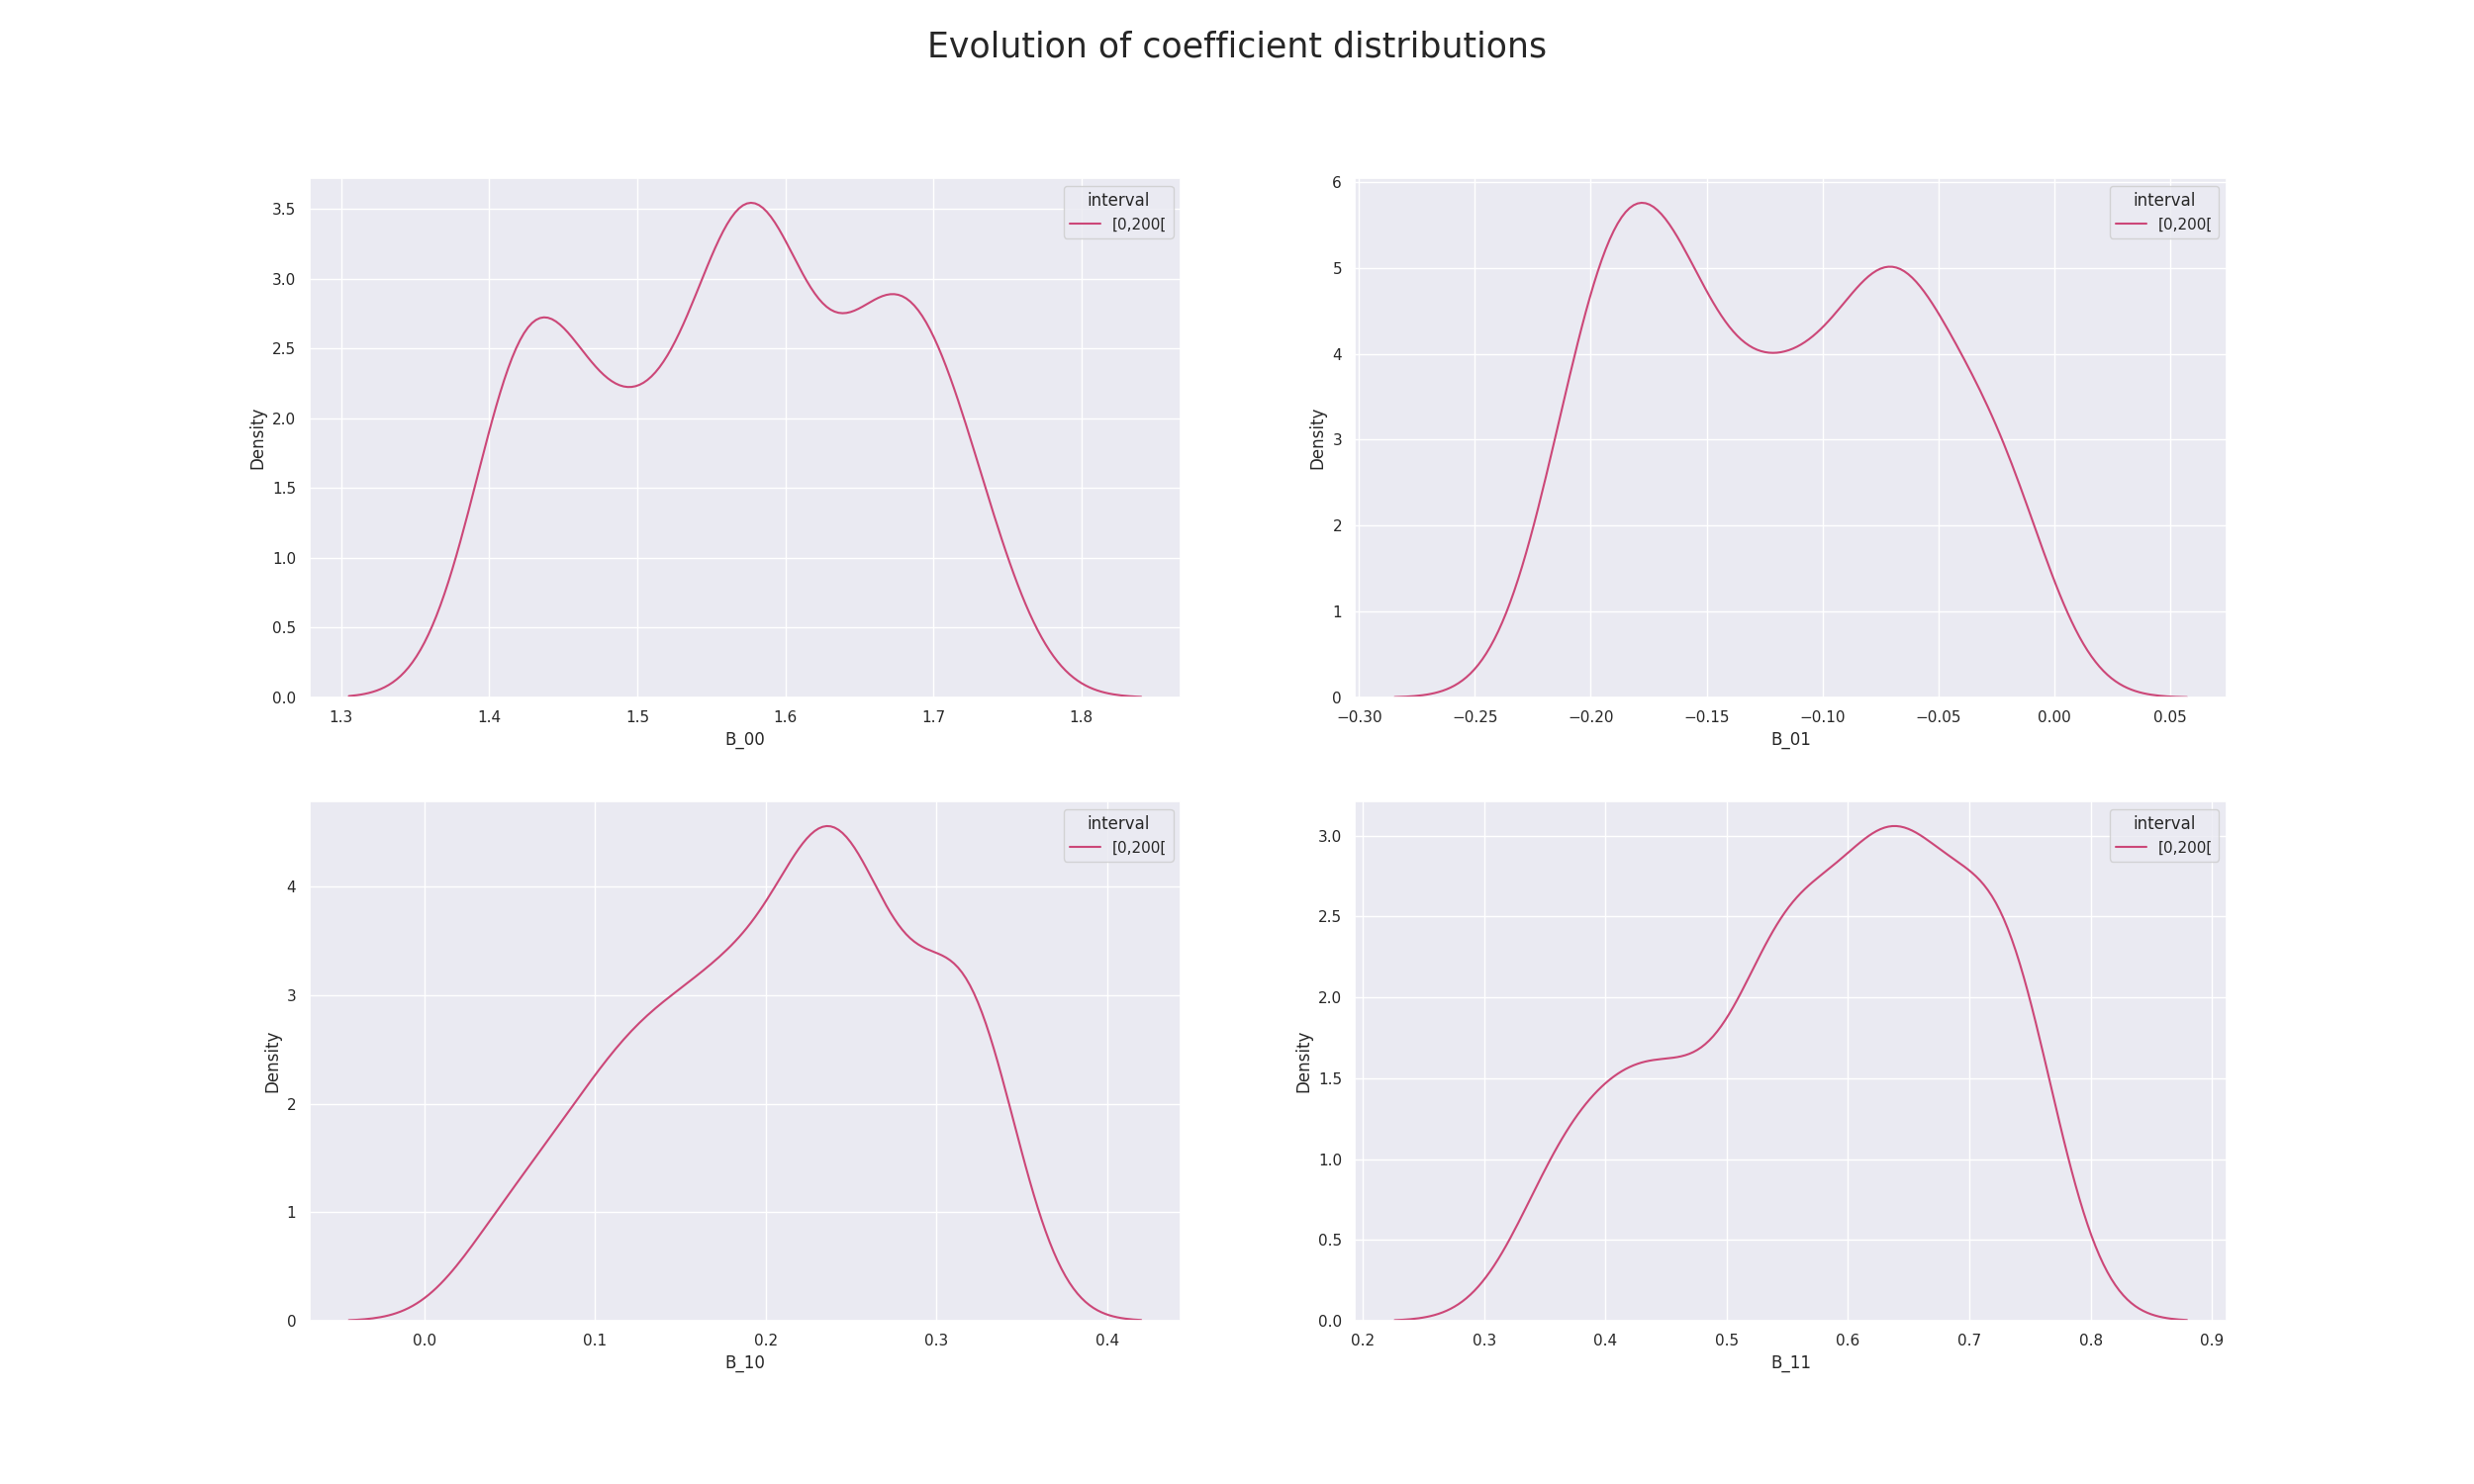 Evolution of coefficient distributions
interval
[0,200[
3.5
3.0
2.5
2.0
1.5
1.0
0.5
0.0
Density
1.3 1.4 1.5 1.6 1.7 1.8
B_00
interval
[0,200[
6
5
4
3
2
1
0
Density
−0.30 −0.25 −0.20 −0.15 −0.10 −0.05 0.00 0.05
B_01
interval
[0,200[
4
3
2
1
0
Density
0.0 0.1 0.2 0.3 0.4
B_10
interval
[0,200[
3.0
2.5
2.0
1.5
1.0
0.5
0.0
Density
0.2 0.3 0.4 0.5 0.6 0.7 0.8 0.9
B_11